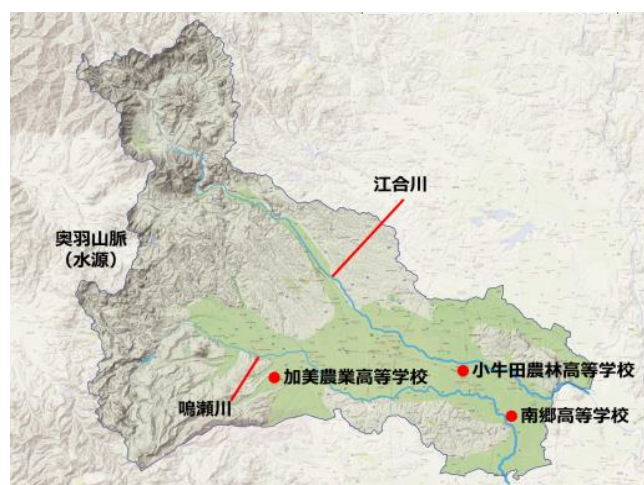 江合川
奥羽山脈
(水源)
加美農業高等学校
小牛田農林高等学校
鳴瀬川
南郷高等学校